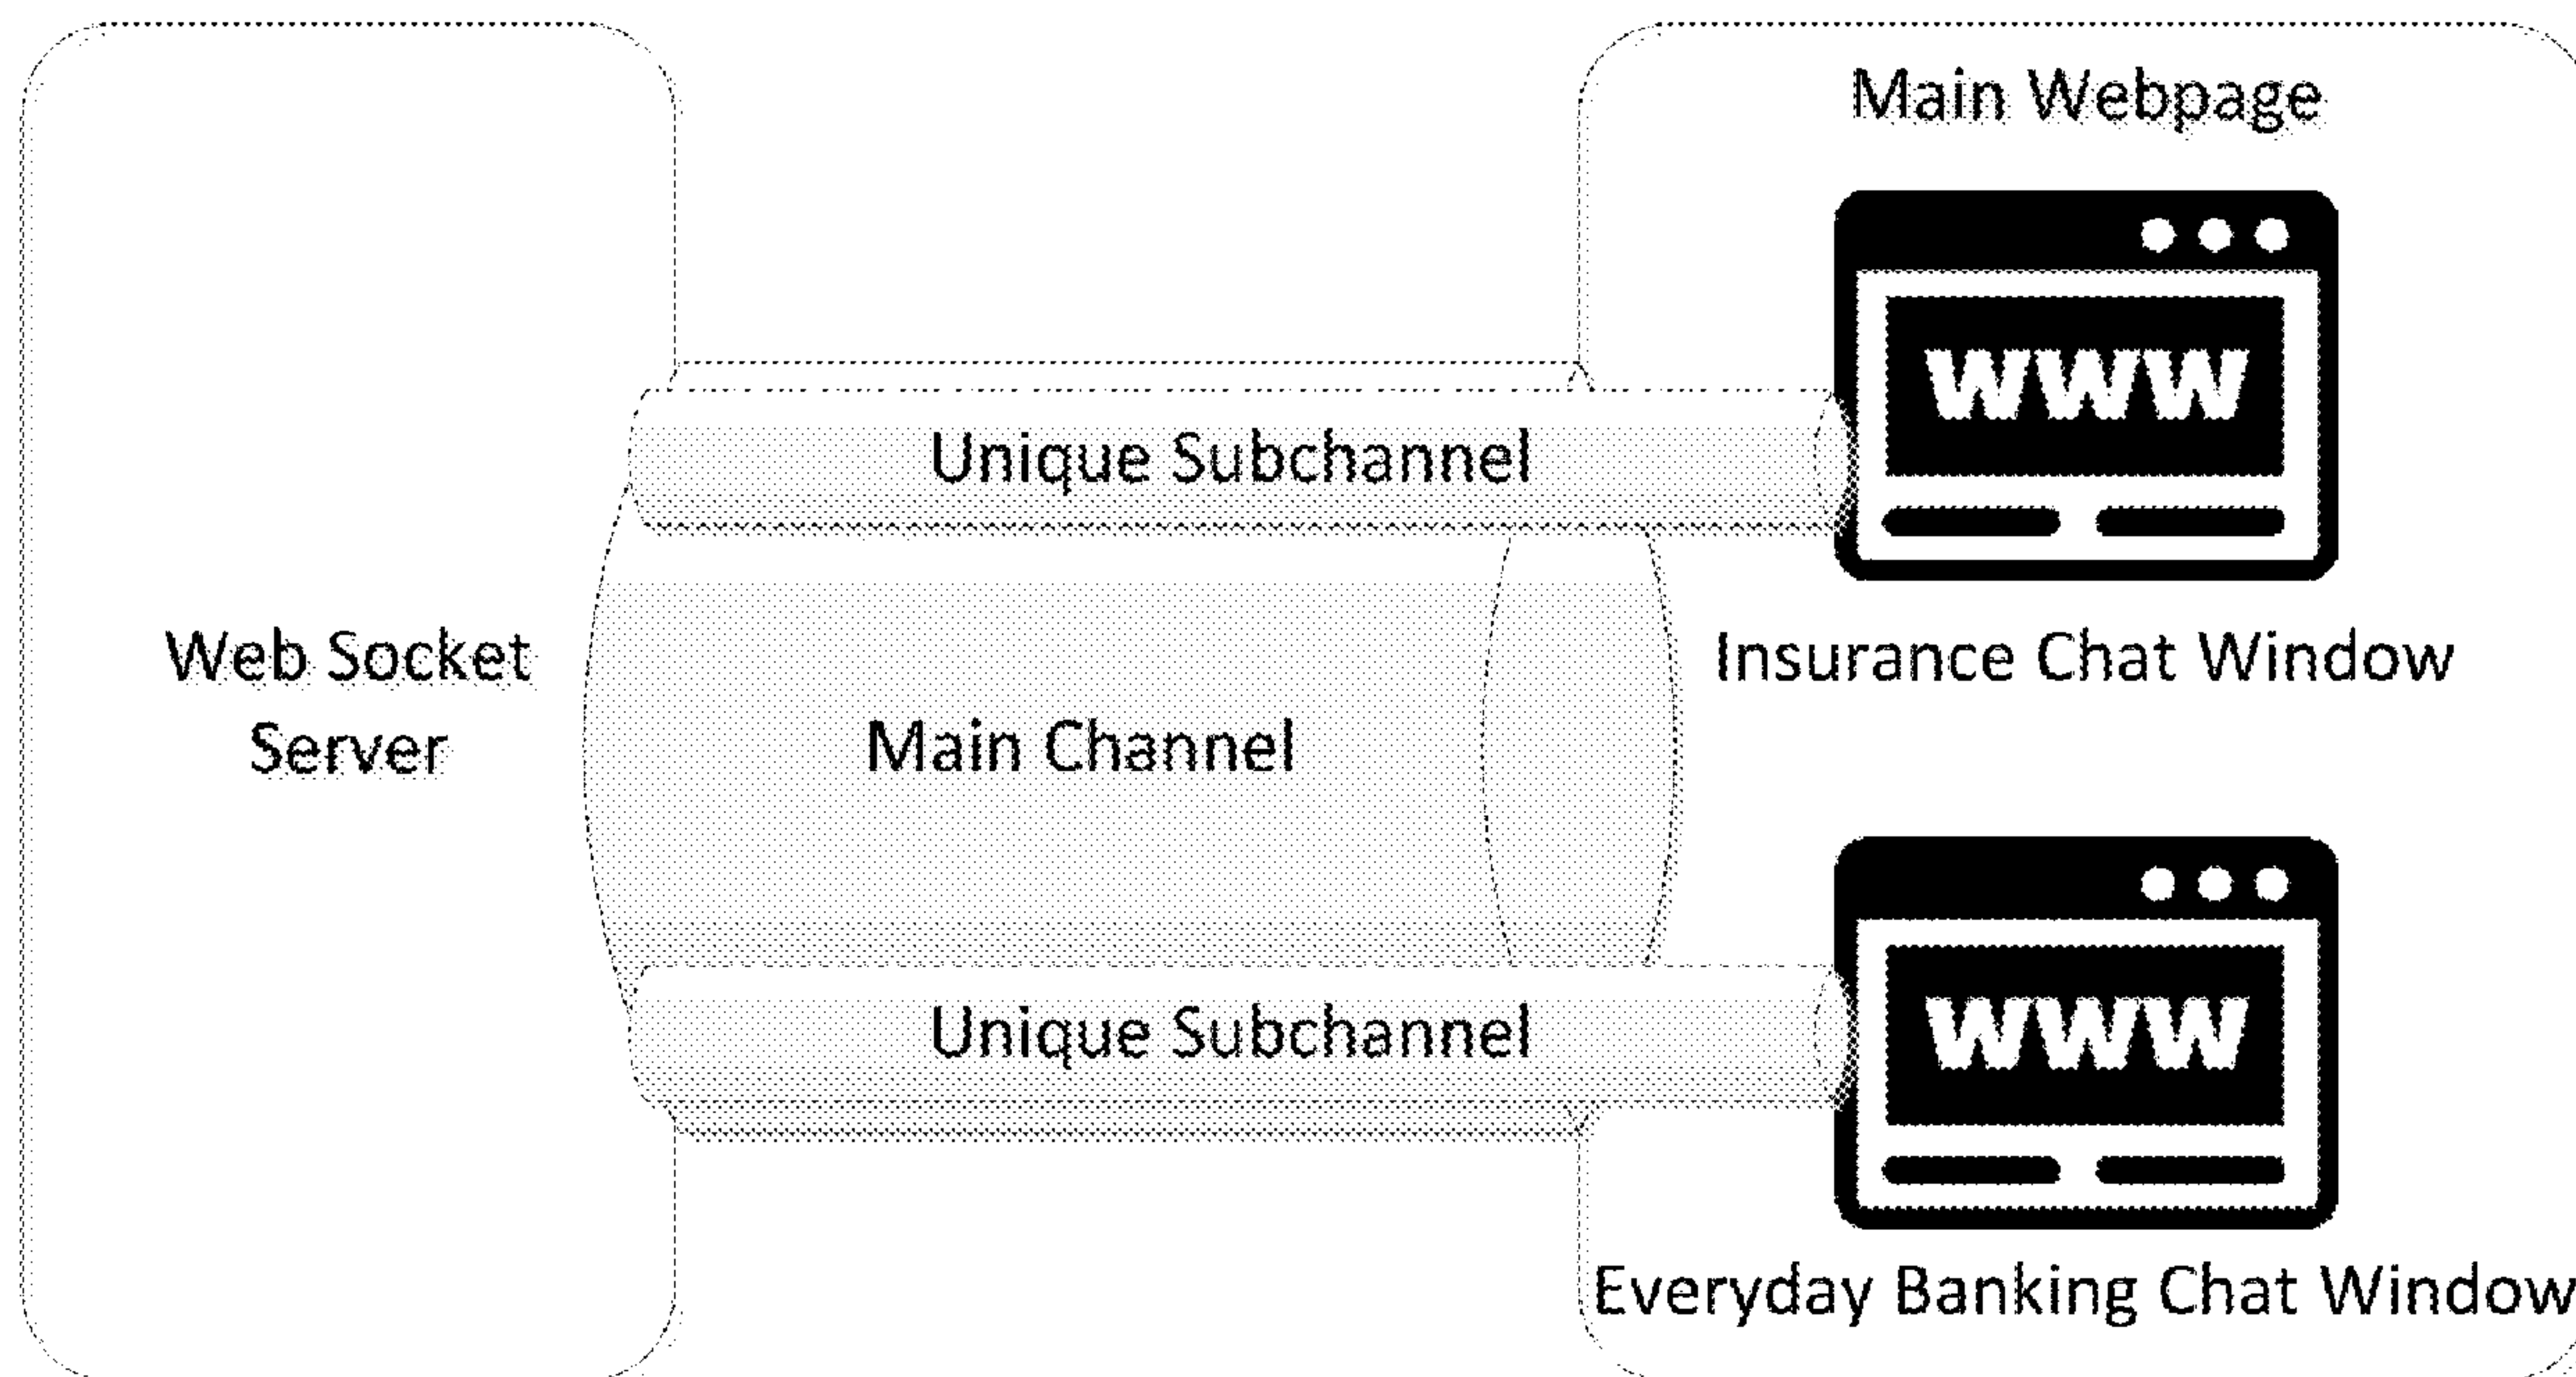 Main Webpage
WWW
Unique Subchannel
Insurance Chat Window
Web Socket
Server
Main Channel
WWW
Unique Subchannel
Everyday Banking Chat Window